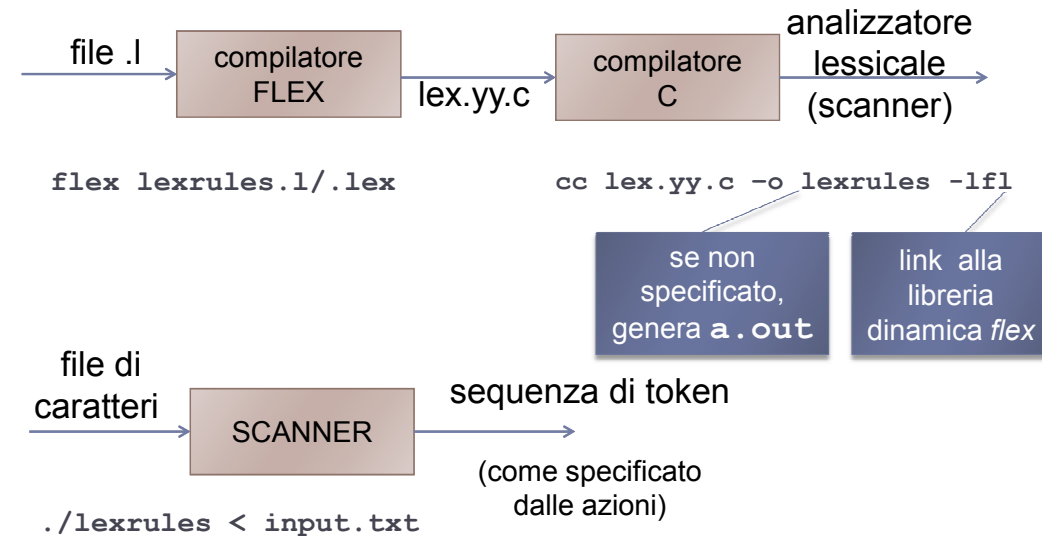 file .l
compilatore
FLEX
lex.yy.c
compilatore
C
analizzatore
lessicale
(scanner)
flex lexrules.l/.lex
cc lex.yy.c –o lexrules -lfl
se non
specificato,
genera a.out
link alla
libreria
dinamica flex
file di
caratteri
SCANNER
sequenza di token
(come specificato
dalle azioni)
./lexrules < input.txt